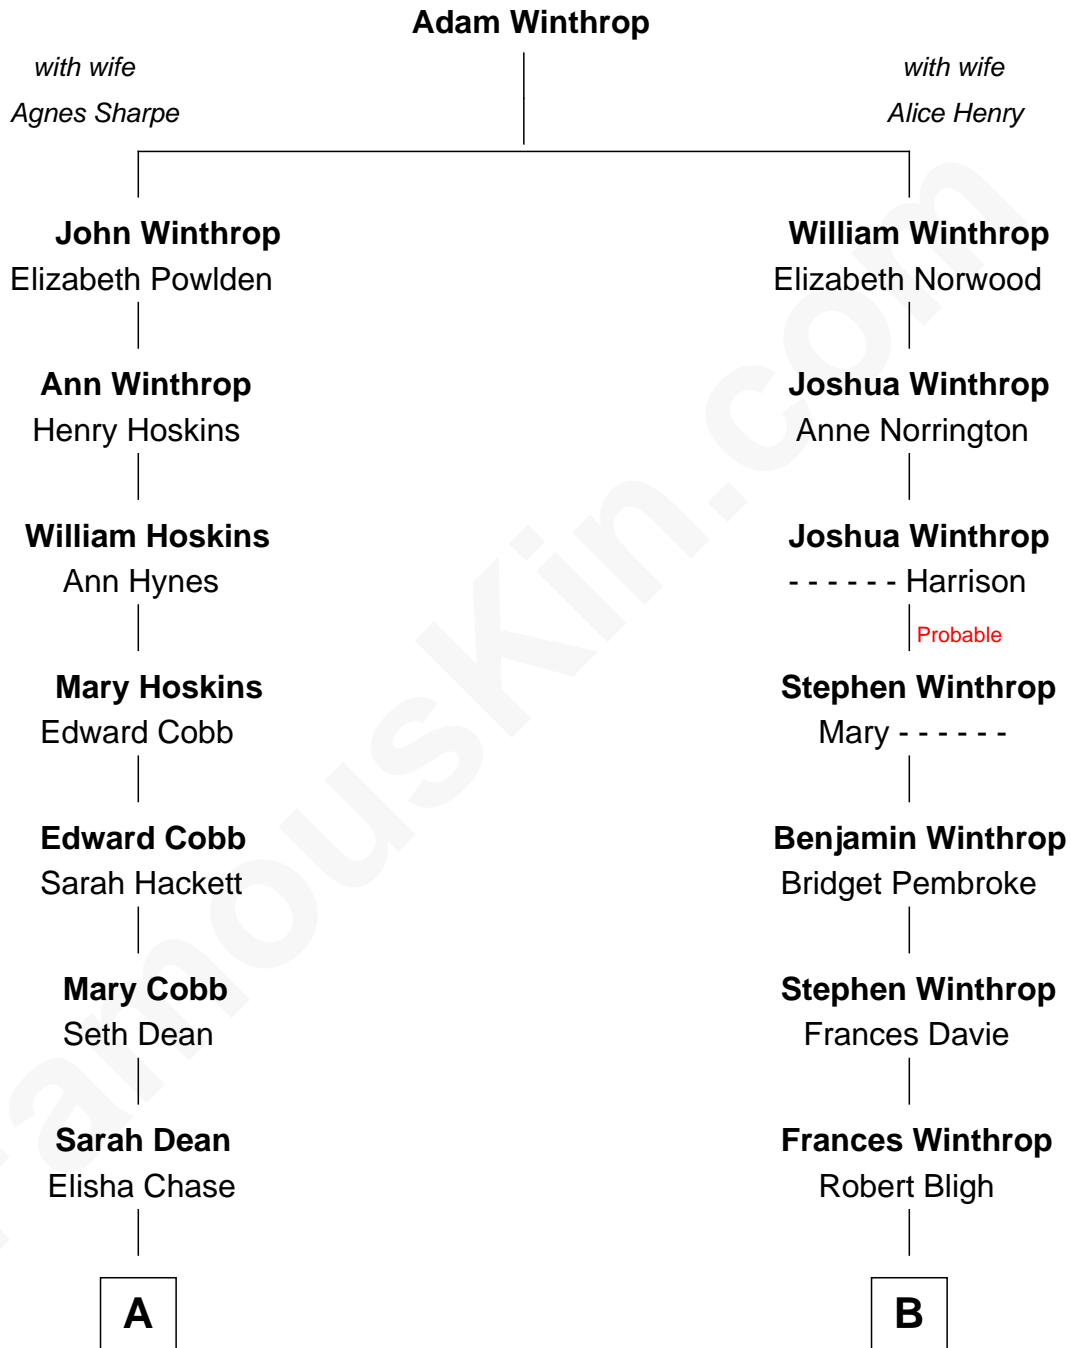 Adam Winthrop
with wife
Agnes Sharpe
with wife
Alice Henry
John Winthrop
Elizabeth Powlden
William Winthrop
Elizabeth Norwood
Ann Winthrop
Henry Hoskins
Joshua Winthrop
Anne Norrington
William Hoskins
Ann Hynes
Joshua Winthrop
- - - - - - Harrison
Probable
Mary Hoskins
Edward Cobb
Stephen Winthrop
Mary - - - - - -
Edward Cobb
Sarah Hackett
Benjamin Winthrop
Bridget Pembroke
Mary Cobb
Seth Dean
Stephen Winthrop
Frances Davie
Sarah Dean
Elisha Chase
Frances Winthrop
Robert Bligh
A
B
FamousKin.com